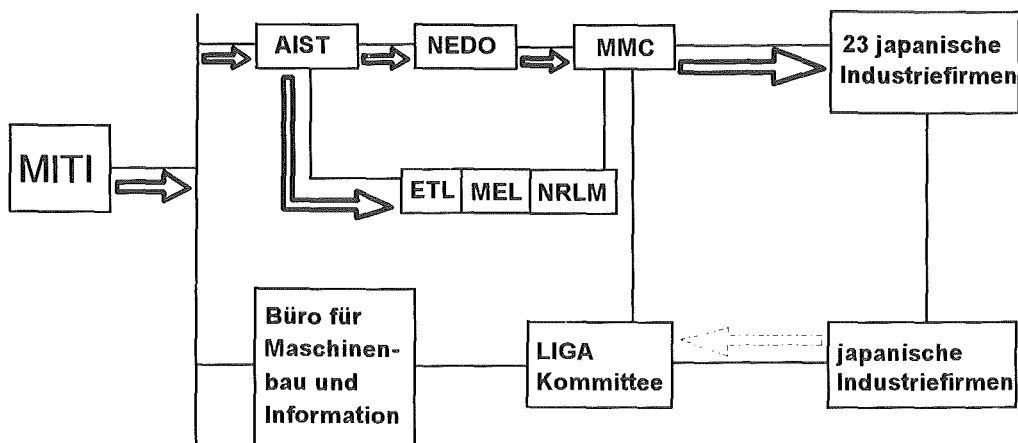 AIST
NEDO
MMC
23 japanische
Industriefirmen
MITI
ETL MEL NRLM
Büro für
Maschinen-
bau und
Information
LIGA
Kommittee
japanische
Industriefirmen